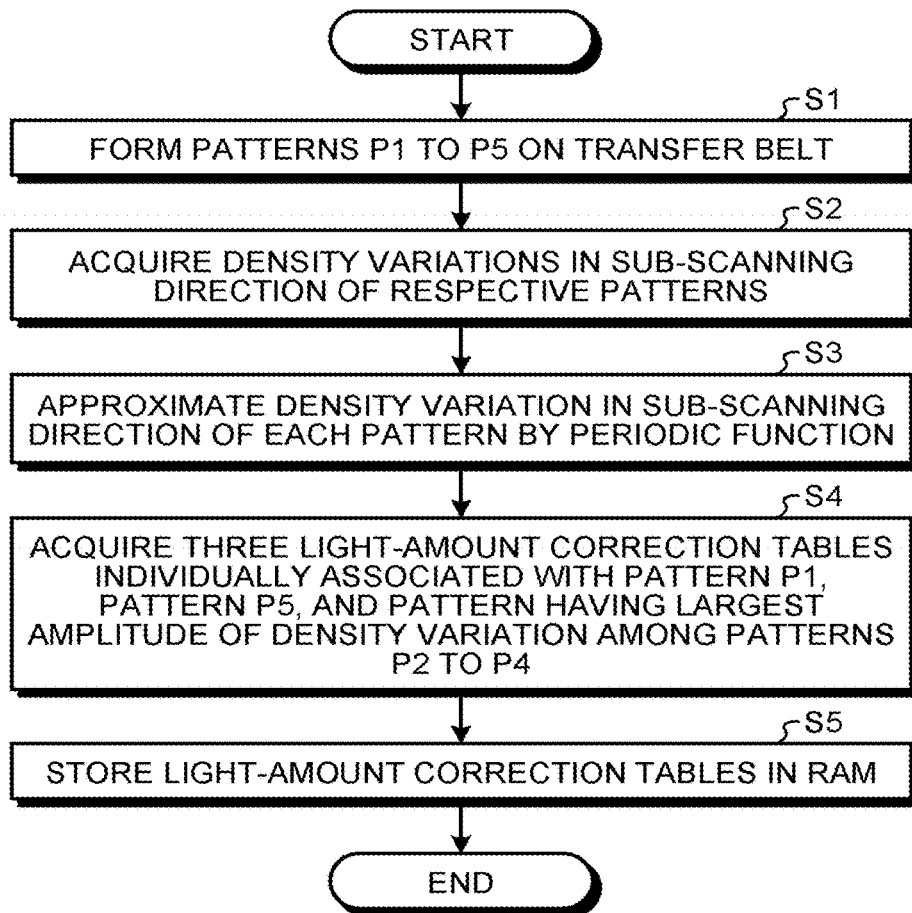 START
S1
FORM PATTERNS P1 TO P5 ON TRANSFER BELT
S2
ACQUIRE DENSITY VARIATIONS IN SUB-SCANNING
DIRECTION OF RESPECTIVE PATTERNS
S3
APPROXIMATE DENSITY VARIATION IN SUB-SCANNING
DIRECTION OF EACH PATTERN BY PERIODIC FUNCTION
S4
ACQUIRE THREE LIGHT-AMOUNT CORRECTION TABLES
INDIVIDUALLY ASSOCIATED WITH PATTERN P1,
PATTERN P5, AND PATTERN HAVING LARGEST
AMPLITUDE OF DENSITY VARIATION AMONG PATTERNS
P2 TO P4
S5
STORE LIGHT-AMOUNT CORRECTION TABLES IN RAM
END